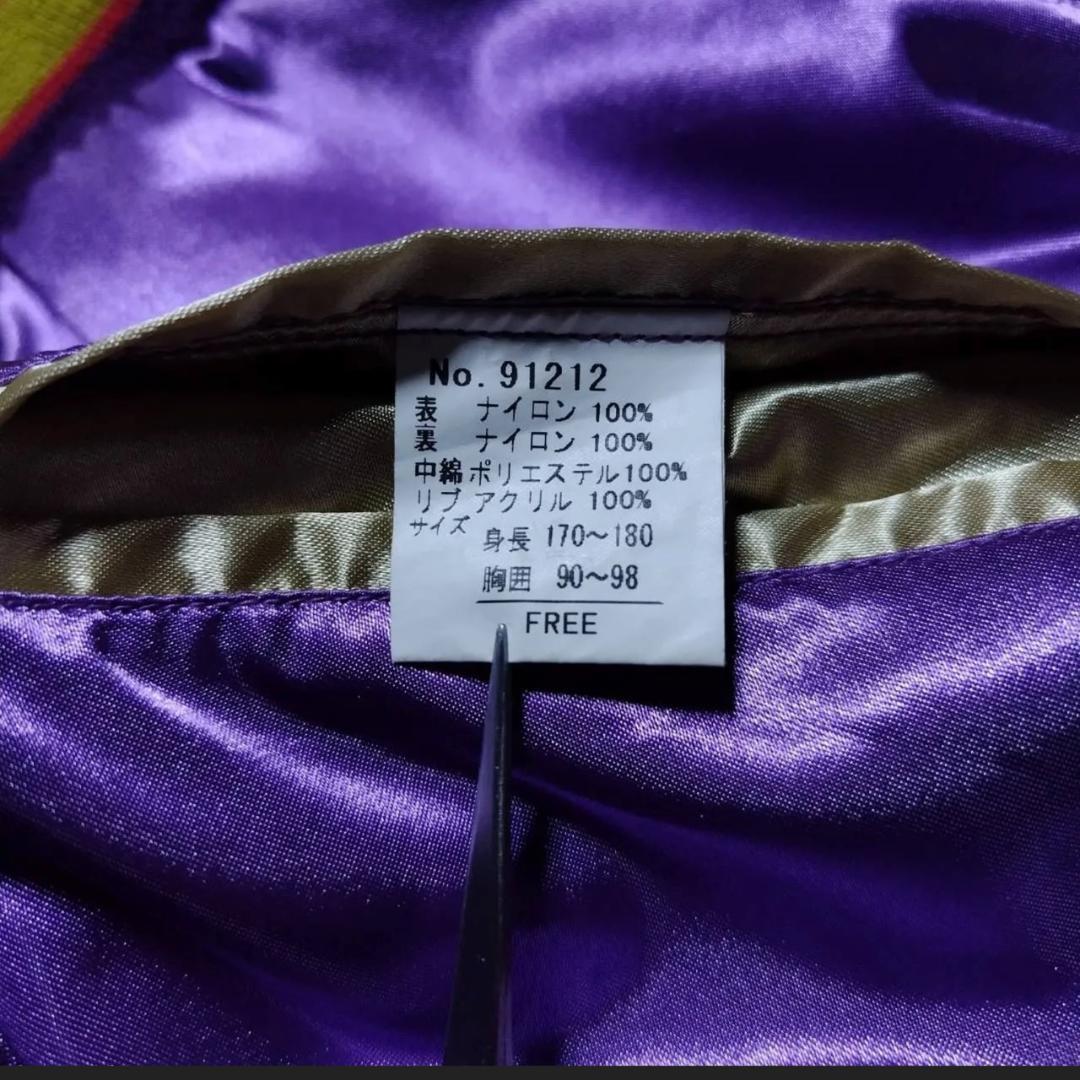 No. 91212
表 ナイロン 100%
裏 ナイロン 100%
中綿 ポリエステル100%
リブ アクリル 100%
サイズ 身長 170～180
胸囲 90～98
FREE